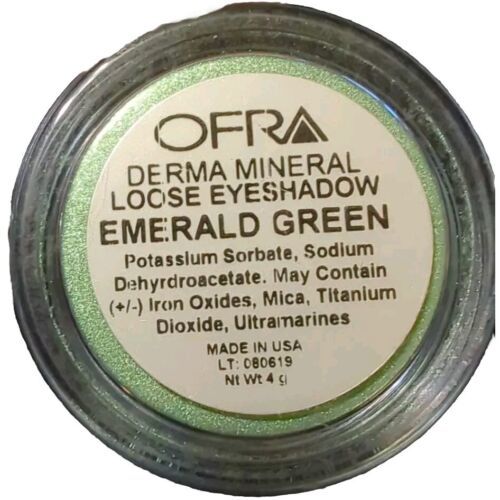 OFRA
DERMA MINERAL
LOOSE EYESHADOW
EMERALD GREEN
Potassium Sorbate, Sodium
Dehyrdroacetate. May Contain
(+/-) Iron Oxides, Mica, Titanium
Dioxide, Ultramarines
MADE IN USA
LT: 080619
Nt Wt 4 g